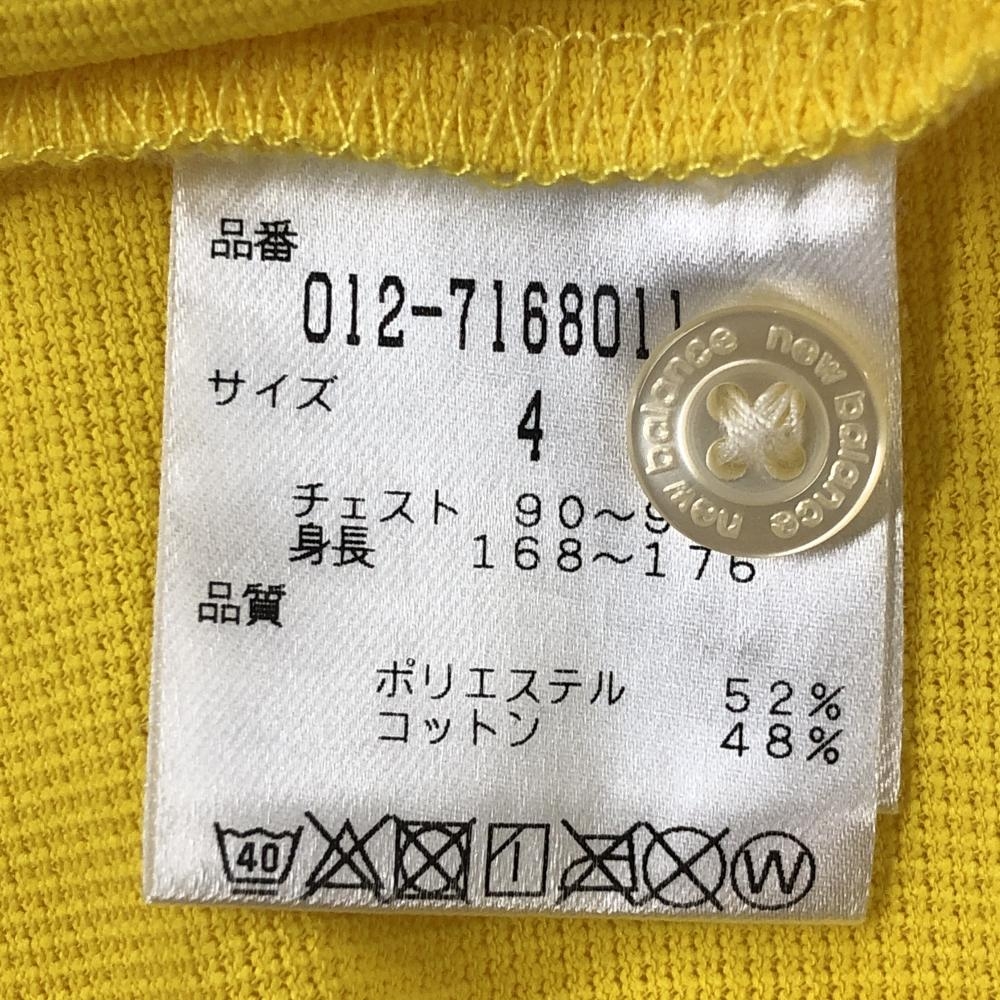 品番
012-7168011
サイズ
4
チェスト 90～9
身長 168～176
品質
ポリエステル 52%
コットン 48%
40
W
new balance
new balance